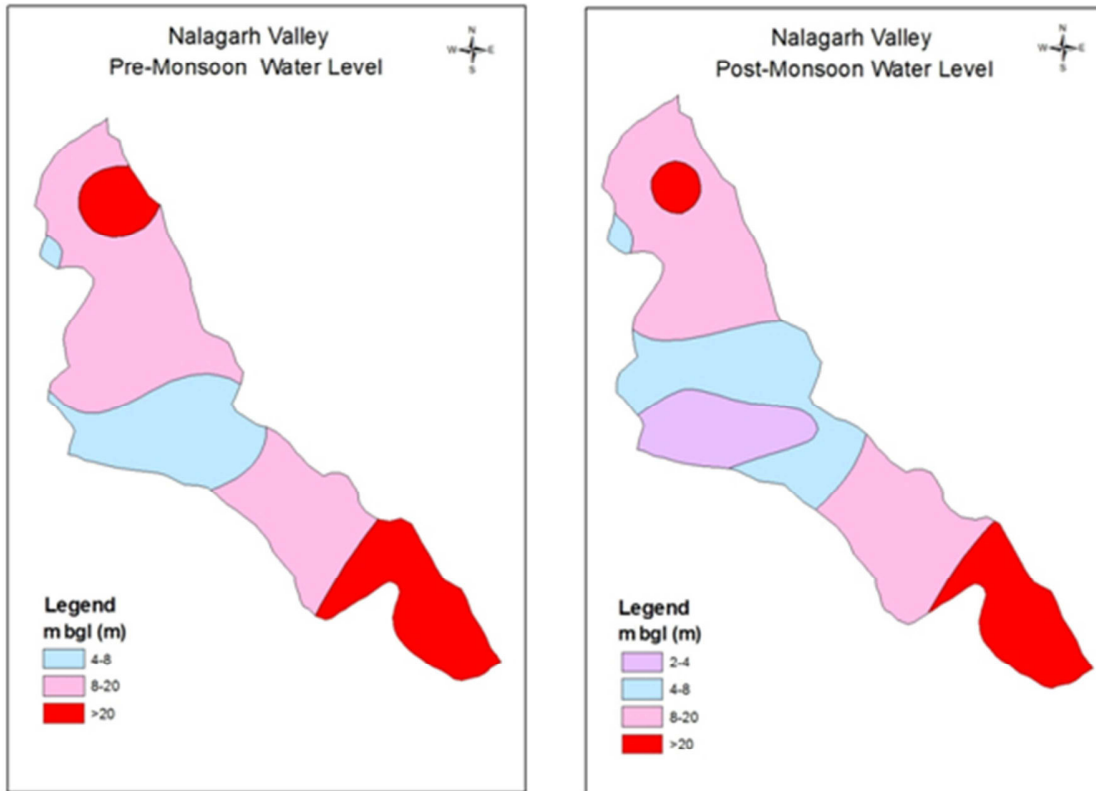 Nalagarh Valley
Pre-Monsoon Water Level
N
W E
S
Legend
m bgl (m)
4-8
8-20
>20
Nalagarh Valley
Post-Monsoon Water Level
N
W E
S
Legend
m bgl (m)
2-4
4-8
8-20
>20